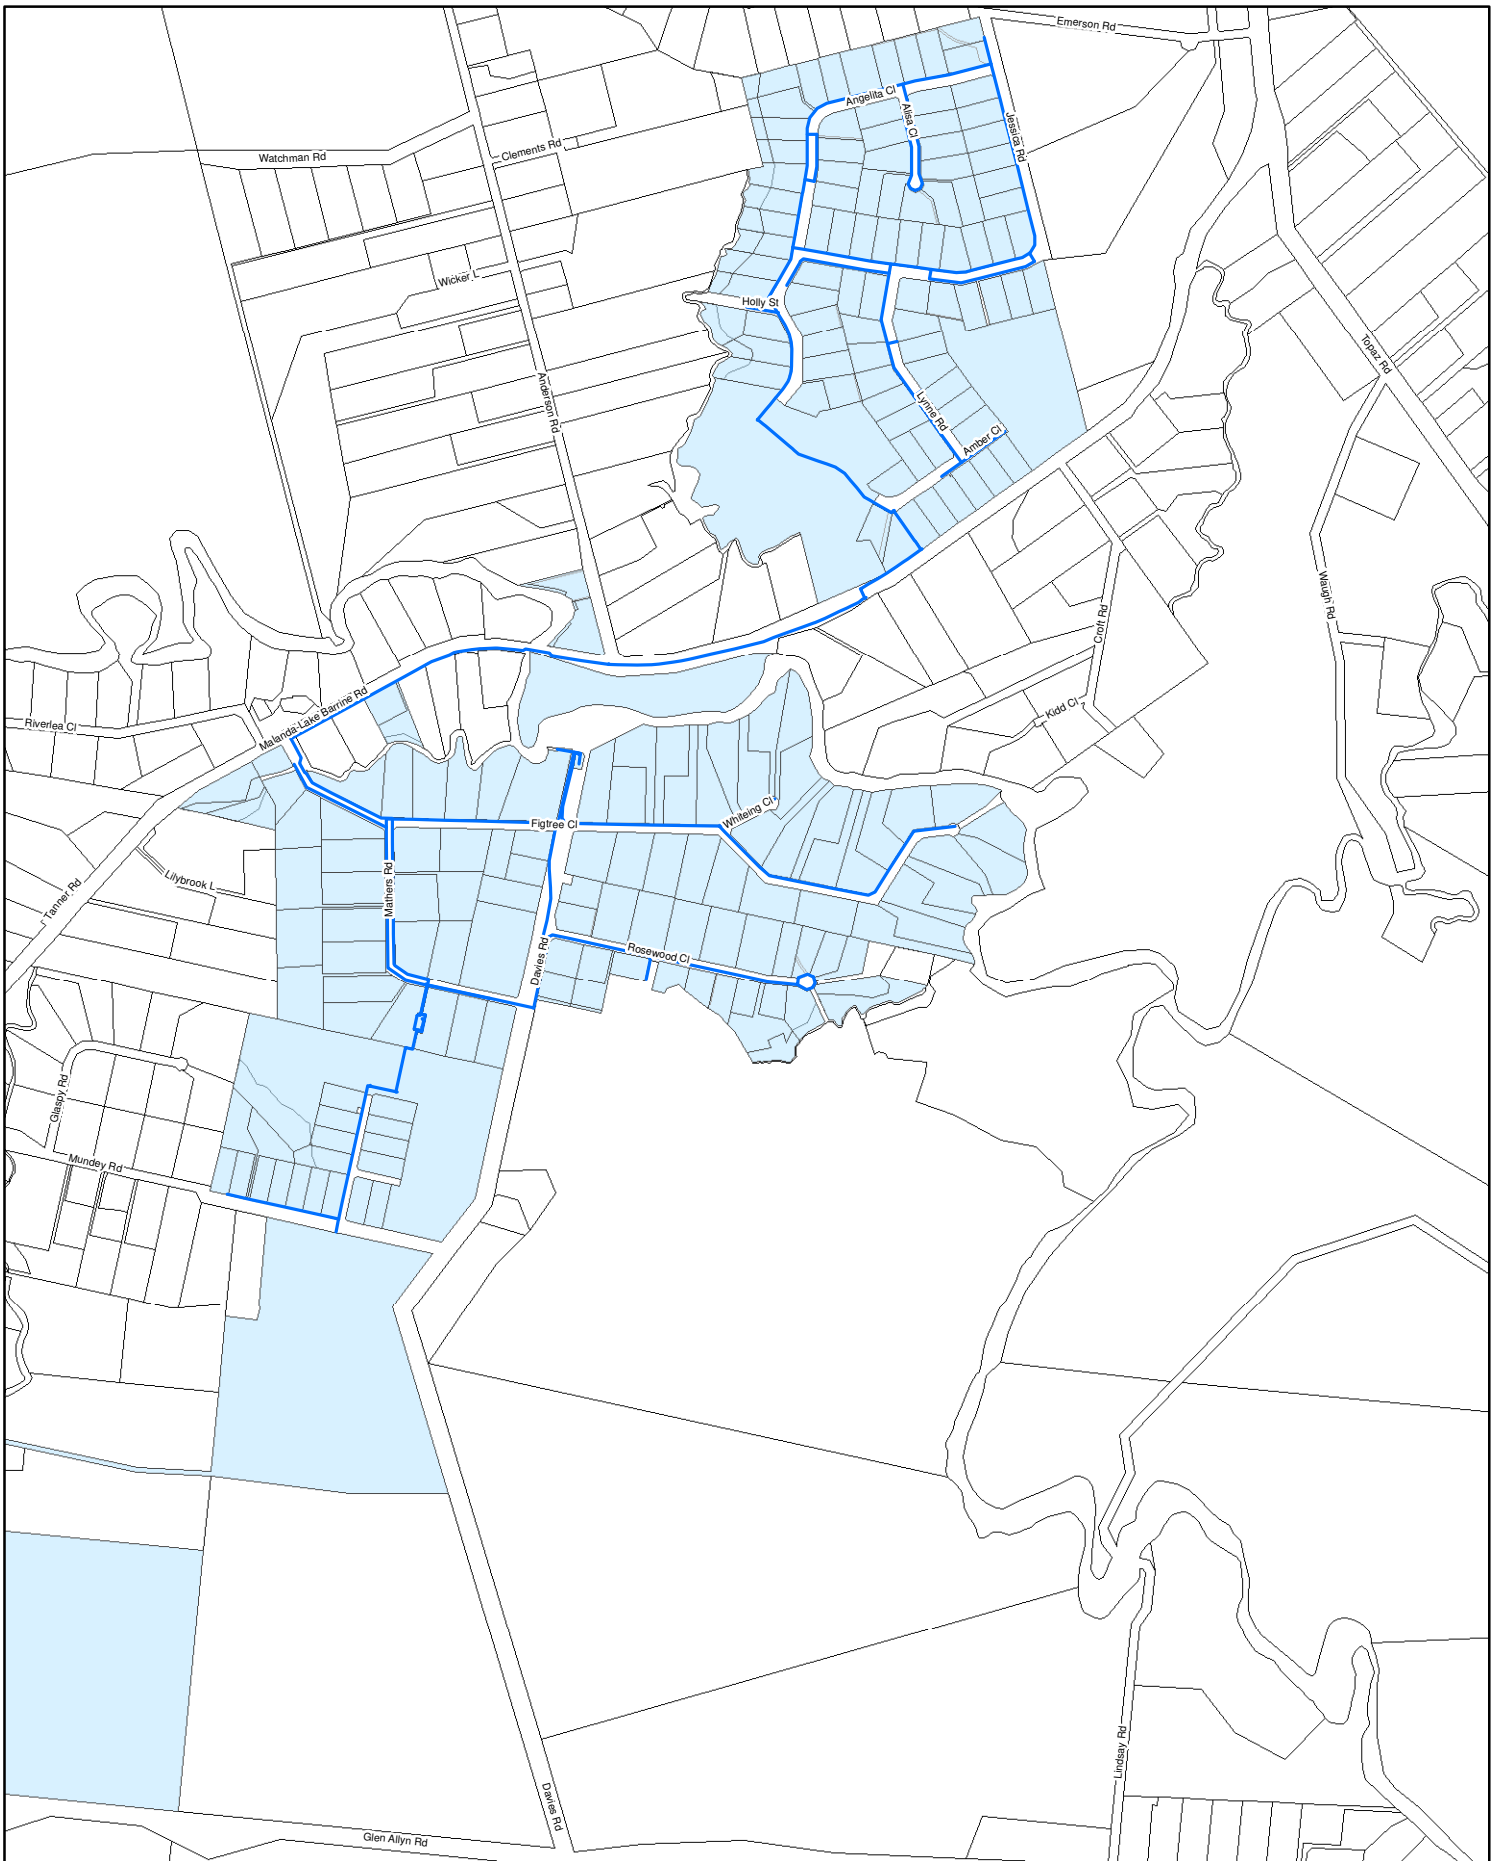 Emerson Rd
Angelita Cl
Alisa Cl
Jessica Rd
Watchman Rd
Clements Rd
Wicker L
Holly St
Topaz Rd
Anderson Rd
Lynne Rd
Amber Cl
Waugh Rd
Croft Rd
Malanda-Lake Barrine Rd
Riverlea Cl
Kidd Cl
Whiteing Cl
Figtree Cl
Lilybrook L
Mathers Rd
Tanner Rd
Rosewood Cl
Davies Rd
Glaspy Rd
Mundey Rd
Lindsay Rd
Davies Rd
Glen Allyn Rd